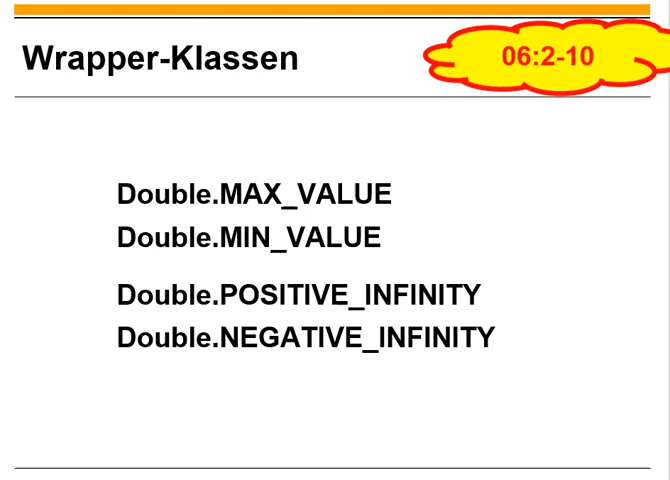 Wrapper-Klassen
06:2-10
Double.MAX_VALUE
Double.MIN_VALUE
Double.POSITIVE_INFINITY
Double.NEGATIVE_INFINITY